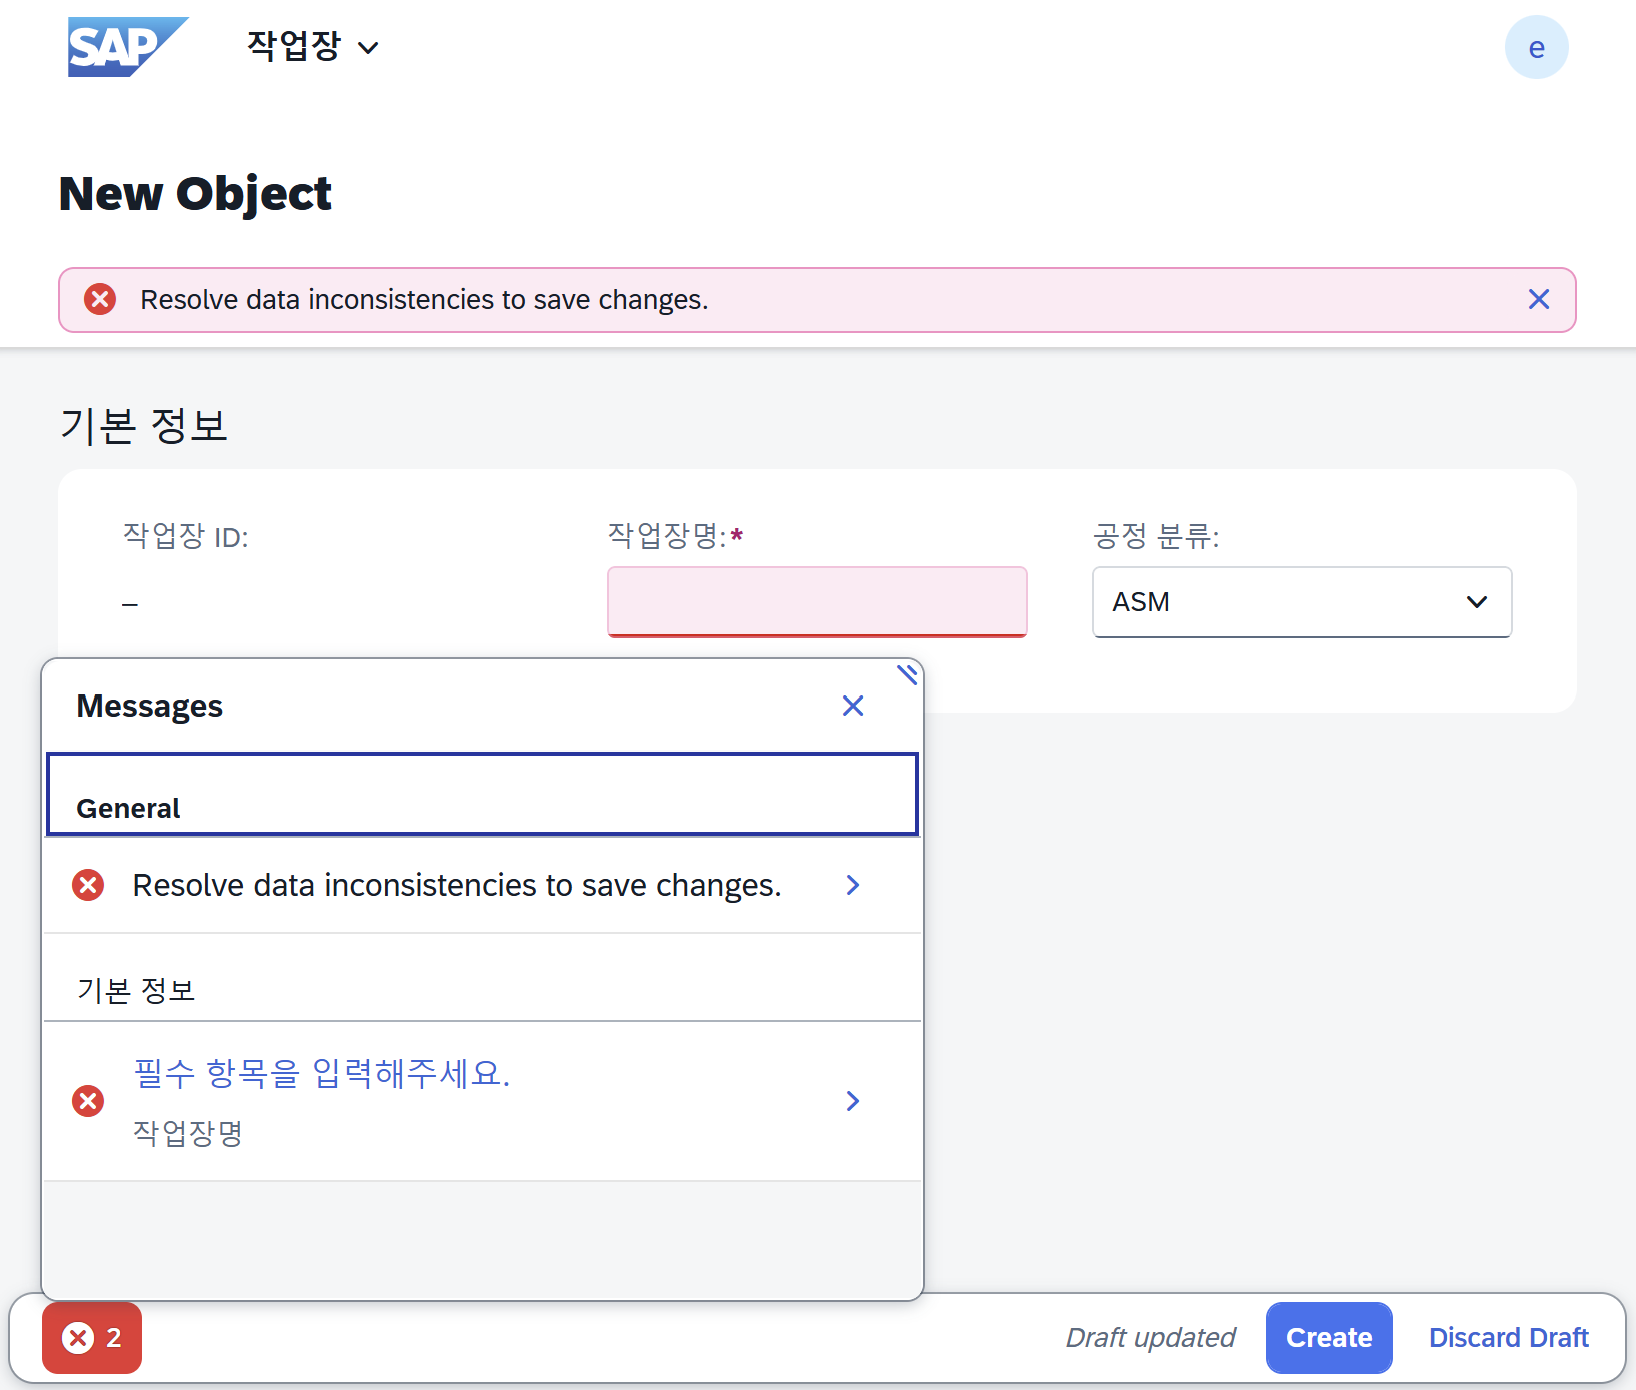 SAP
작업장
e
New Object
Resolve data inconsistencies to save changes.
기본 정보
작업장 ID:
작업장명:*
공정 분류:
–
ASM
Messages
General
Resolve data inconsistencies to save changes.
기본 정보
필수 항목을 입력해주세요.
작업장명
2
Draft updated
Create
Discard Draft